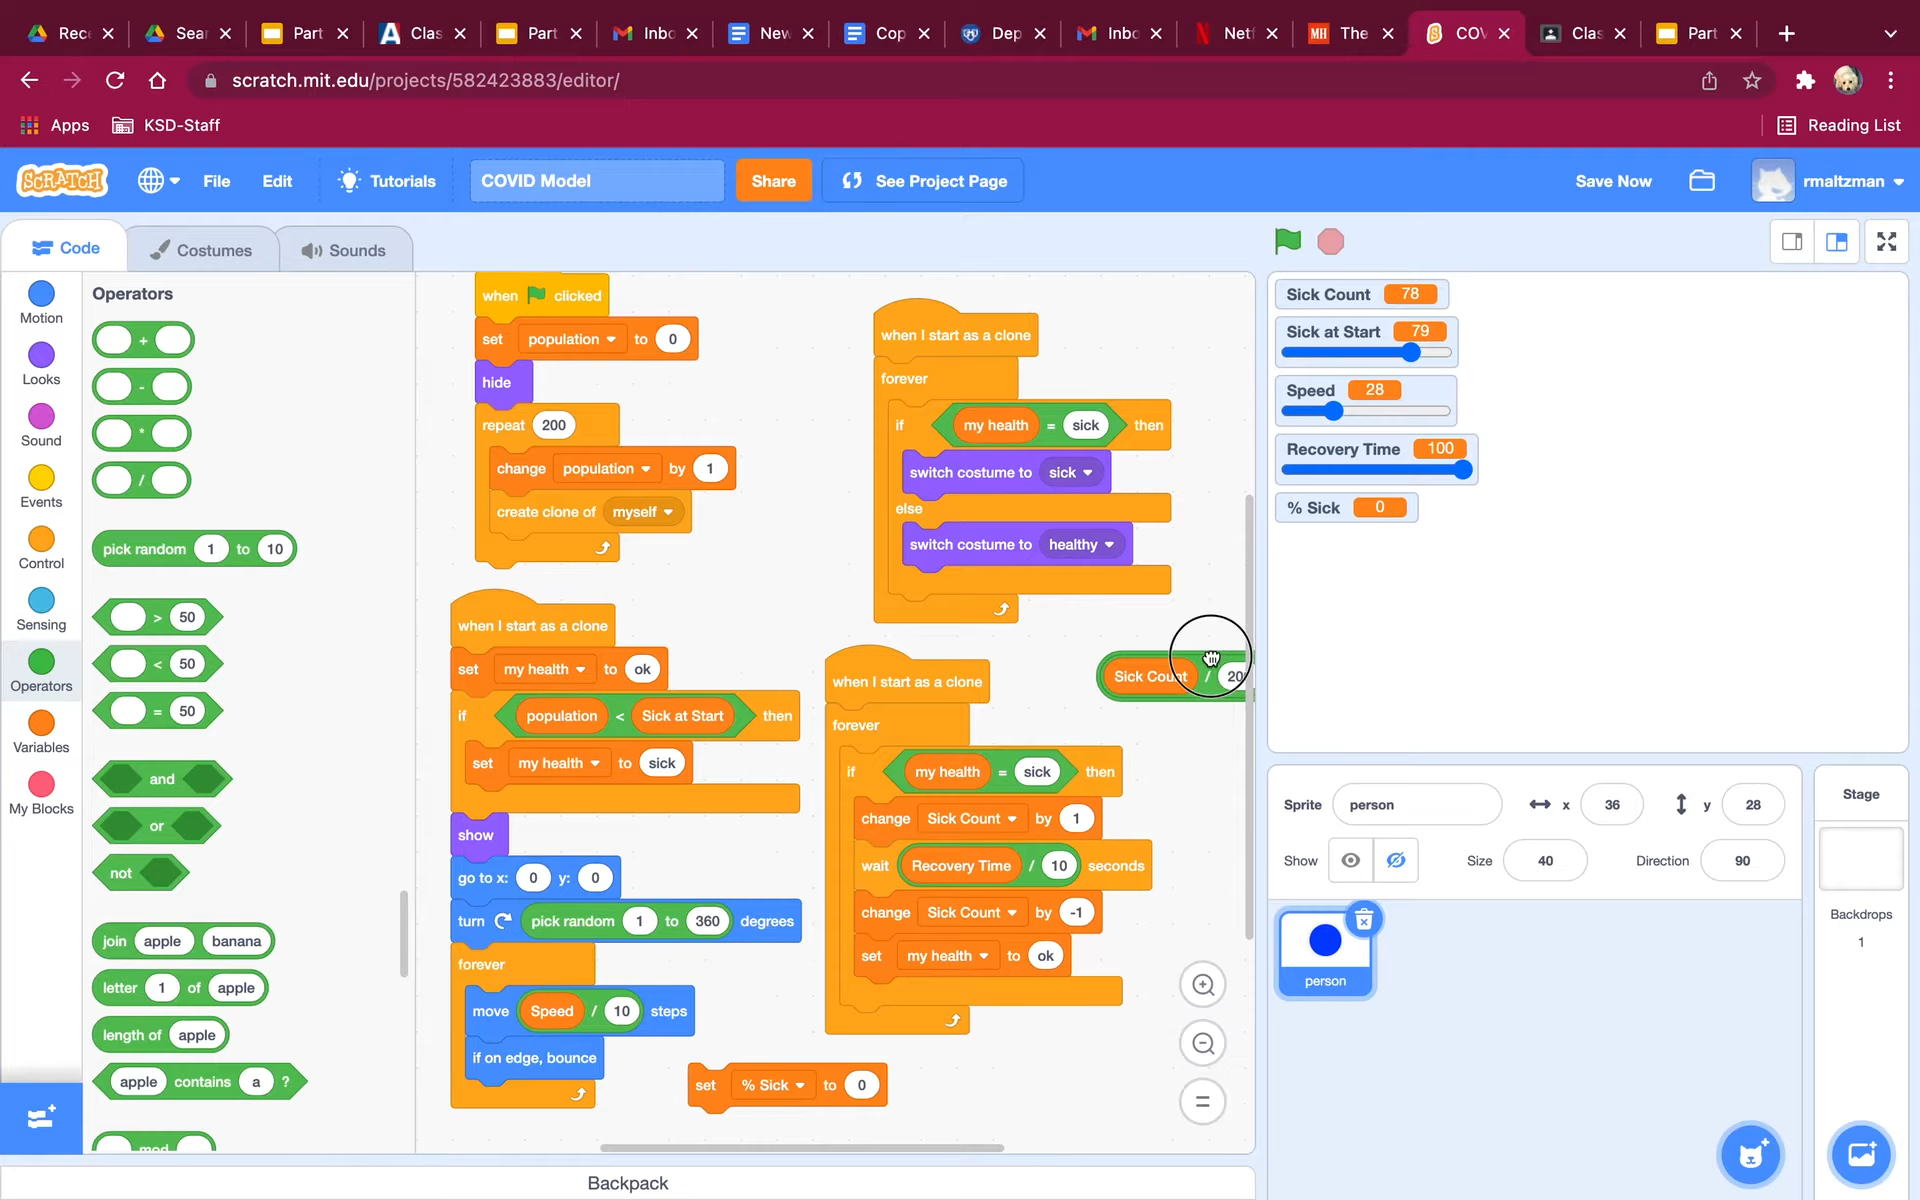 Rece
Sear
Part
Clas
Part
Inbo
New
Cop
Dep
Inbo
Netf
The
COV
Clas
Part
scratch.mit.edu/projects/582423883/editor/
Apps
KSD-Staff
Reading List
SCRATCH
File
Edit
Tutorials
COVID Model
Share
See Project Page
Save Now
rmaltzman
Code
Costumes
Sounds
Motion
Looks
Sound
Events
Control
Sensing
Operators
Variables
My Blocks
Operators
+
-
*
/
pick random 1 to 10
> 50
< 50
= 50
and
or
not
join apple banana
letter 1 of apple
length of apple
apple contains a ?
mod
when clicked
set population to 0
hide
repeat 200
change population by 1
create clone of myself
when I start as a clone
set my health to ok
if population < Sick at Start then
set my health to sick
show
go to x: 0 y: 0
turn pick random 1 to 360 degrees
forever
move Speed / 10 steps
if on edge, bounce
when I start as a clone
forever
if my health = sick then
switch costume to sick
else
switch costume to healthy
Sick Count / 20
when I start as a clone
forever
if my health = sick then
change Sick Count by 1
wait Recovery Time / 10 seconds
change Sick Count by -1
set my health to ok
set % Sick to 0
Backpack
Sick Count 78
Sick at Start 79
Speed 28
Recovery Time 100
% Sick 0
Sprite person x 36 y 28
Show Size 40 Direction 90
person
Stage
Backdrops
1